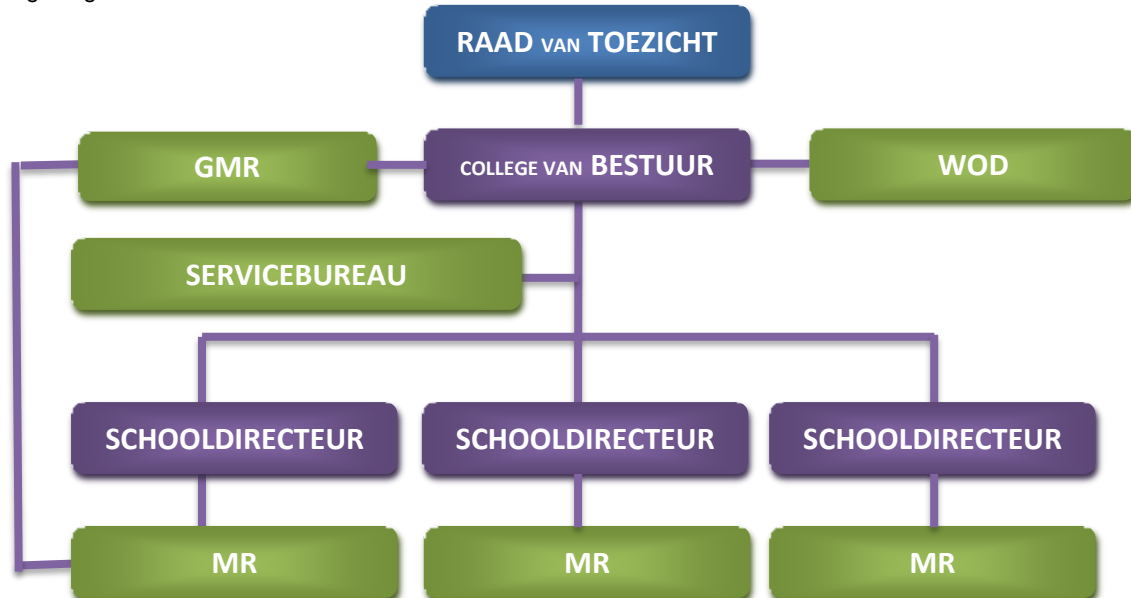 RAAD VAN TOEZICHT
GMR
COLLEGE VAN BESTUUR
WOD
SERVICEBUREAU
SCHOOLDIRECTEUR
SCHOOLDIRECTEUR
SCHOOLDIRECTEUR
MR
MR
MR